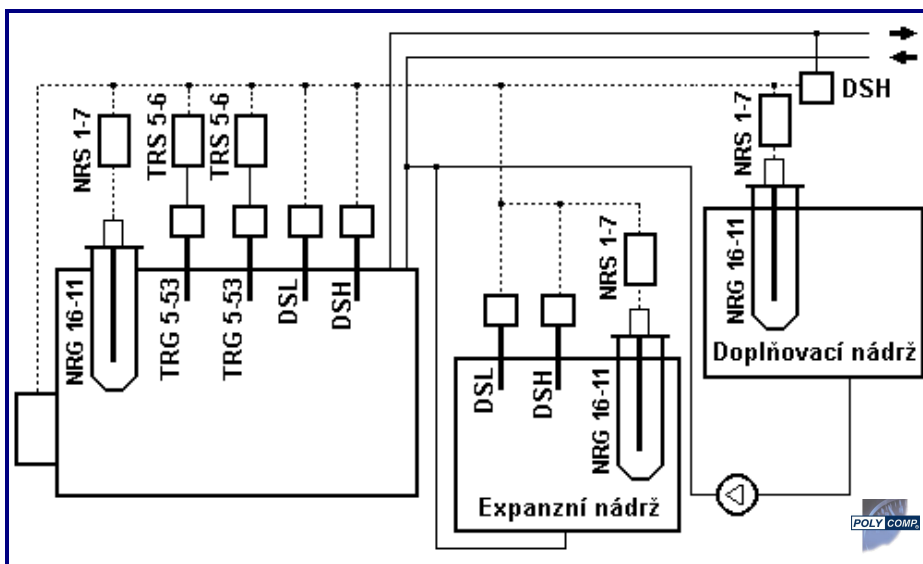 NRS 1-7
TRS 5-6
TRS 5-6
DSH
NRS 1-7
NRS 1-7
NRG 16-11
TRG 5-53
TRG 5-53
DSL
DSH
NRG 16-11
Doplňovací nádrž
DSL
DSH
NRG 16-11
Expanzní nádrž
POLY COMP